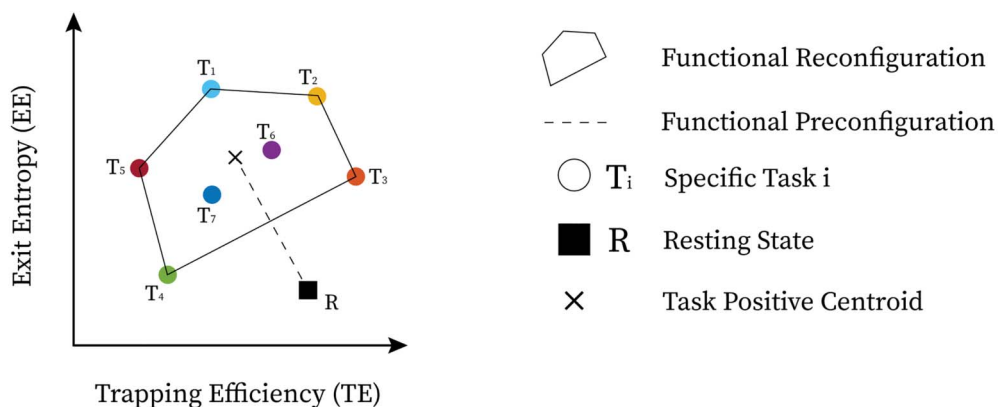 Exit Entropy (EE)
T₁
T₂
T₆
T₅
T₃
T₇
T₄
R
Trapping Efficiency (TE)
Functional Reconfiguration
Functional Preconfiguration
Tᵢ Specific Task i
R Resting State
Task Positive Centroid